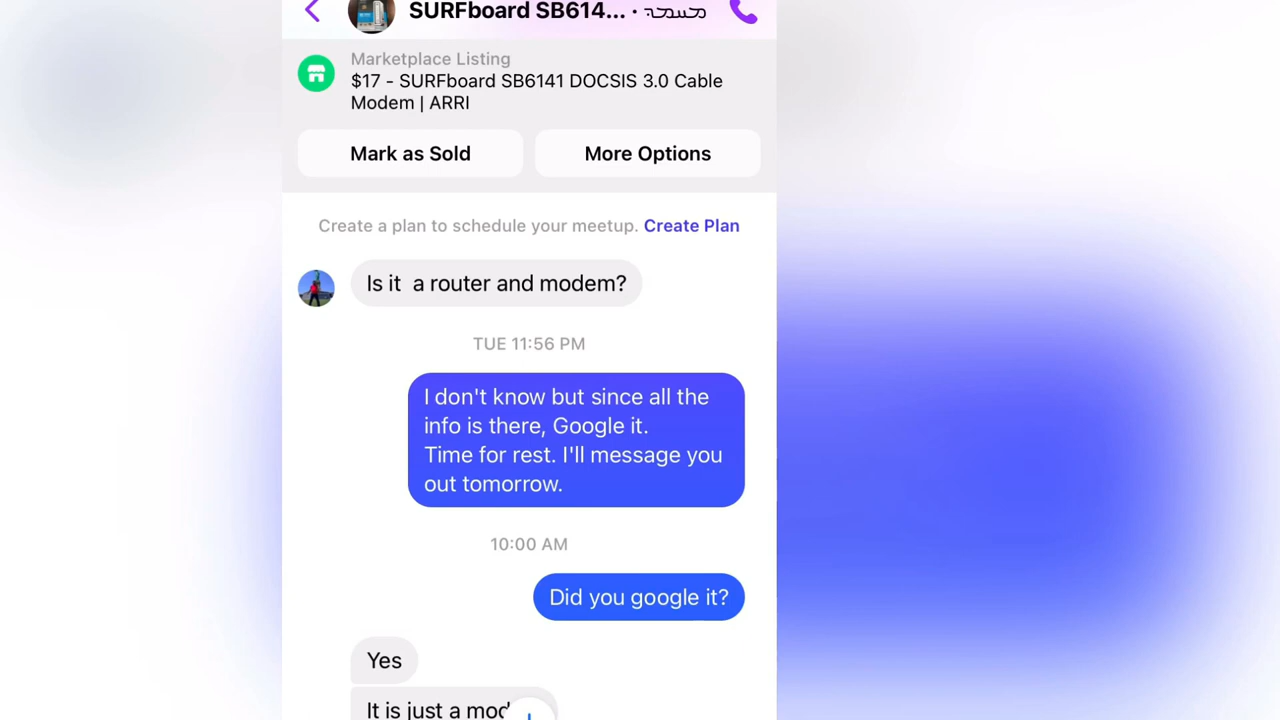 SURFboard SB614... · ܡܚܡܕ
Marketplace Listing
$17 - SURFboard SB6141 DOCSIS 3.0 Cable
Modem | ARRI
Mark as Sold
More Options
Create a plan to schedule your meetup. Create Plan
Is it a router and modem?
TUE 11:56 PM
I don't know but since all the
info is there, Google it.
Time for rest. I'll message you
out tomorrow.
10:00 AM
Did you google it?
Yes
It is just a mod